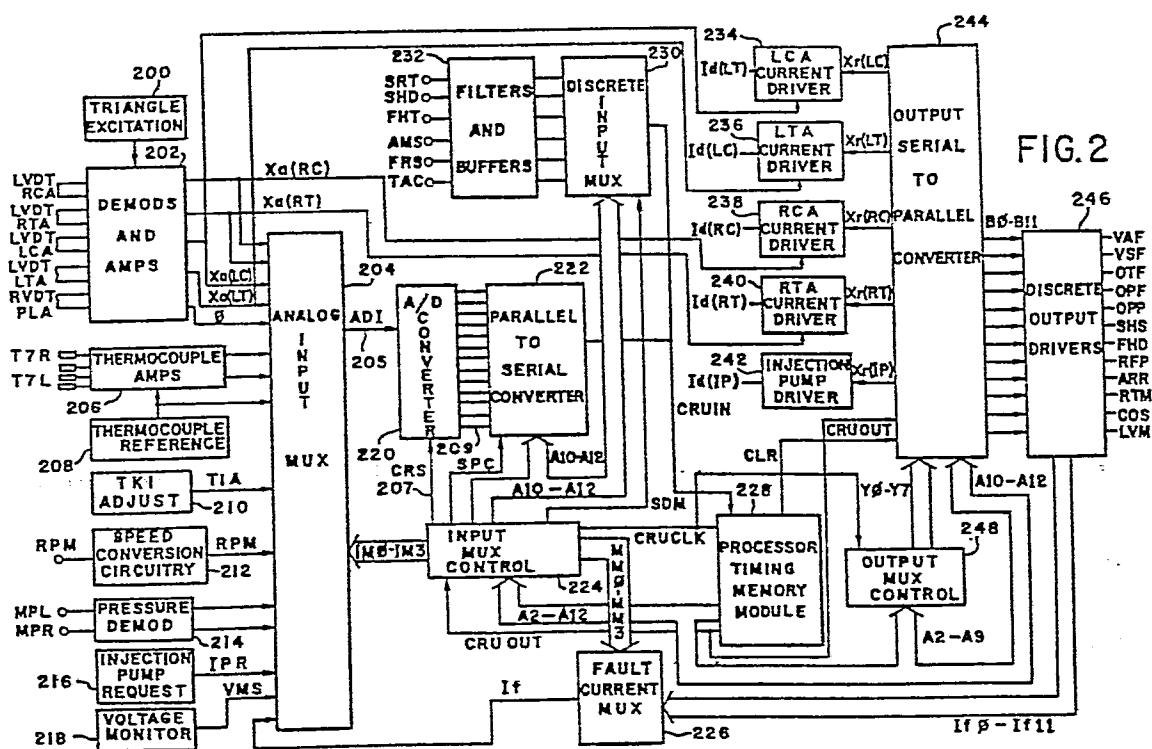 FIG. 2
200
TRIANGLE
EXCITATION
202
LVDT
RCA
LVDT
RTA
LVDT
LCA
LVDT
LTA
RVDT
PLA
DEMODS
AND
AMPS
Xa(RC)
Xa(RT)
Xa(LC)
Xa(LT)
T7R
T7L
THERMOCOUPLE
AMPS
206
THERMOCOUPLE
REFERENCE
208
TKI
ADJUST
TIA
210
RPM
SPEED
CONVERSION
CIRCUITRY
RPM
212
MPL
MPR
PRESSURE
DEMOD
214
INJECTION
PUMP
REQUEST
IPR
216
VOLTAGE
MONITOR
VMS
218
204
ANALOG
INPUT
MUX
ADI
205
A/D
CONVERTER
220
209
222
PARALLEL
TO
SERIAL
CONVERTER
CRS
207
SPC
A10-A12
A10-A12
232
SRT
SHD
FHT
AMS
FRS
TAC
FILTERS
AND
BUFFERS
230
DISCRETE
INPUT
MUX
CRUIN
SDM
IMØ-IM3
INPUT
MUX
CONTROL
224
CRUCLK
A2-A12
CRU OUT
MMØ-MM3
If
FAULT
CURRENT
MUX
226
228
PROCESSOR
TIMING
MEMORY
MODULE
CLR
CRUOUT
234
LCA
CURRENT
DRIVER
Id(LT)
Xr(LC)
236
LTA
CURRENT
DRIVER
Id(LC)
Xr(LT)
238
RCA
CURRENT
DRIVER
Id(RC)
Xr(RC)
240
RTA
CURRENT
DRIVER
Id(RT)
Xr(RT)
242
INJECTION
PUMP
DRIVER
Id(IP)
Xr(IP)
244
OUTPUT
SERIAL
TO
PARALLEL
CONVERTER
BØ-B11
YØ-Y7
A10-A12
248
OUTPUT
MUX
CONTROL
A2-A9
246
DISCRETE
OUTPUT
DRIVERS
VAF
VSF
OTF
OPF
OPP
SHS
FHD
RFP
ARR
RTM
COS
LVM
IfØ-If11